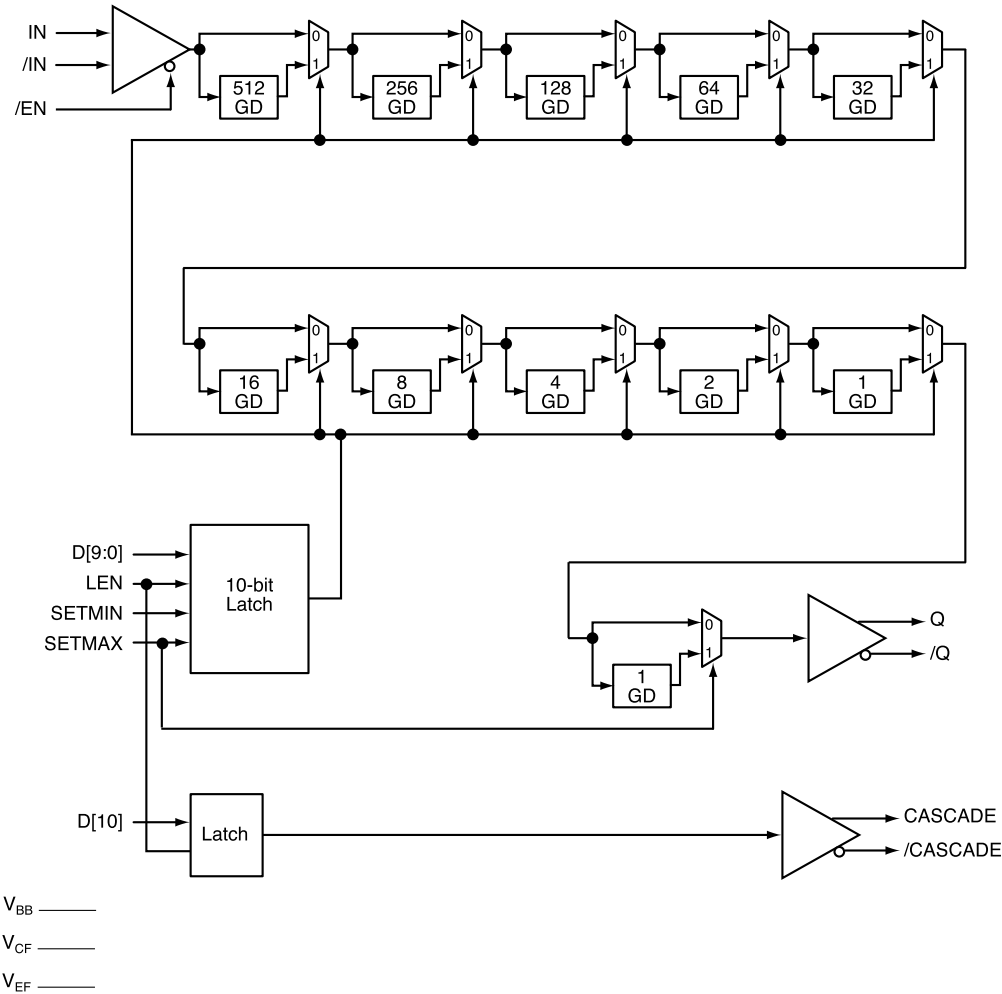 IN
/IN
/EN
0
1
512
GD
0
1
256
GD
0
1
128
GD
0
1
64
GD
0
1
32
GD
0
1
16
GD
0
1
8
GD
0
1
4
GD
0
1
2
GD
0
1
1
GD
D[9:0]
LEN
SETMIN
SETMAX
10-bit
Latch
0
1
1
GD
Q
/Q
D[10]
Latch
CASCADE
/CASCADE
VBB
VCF
VEF